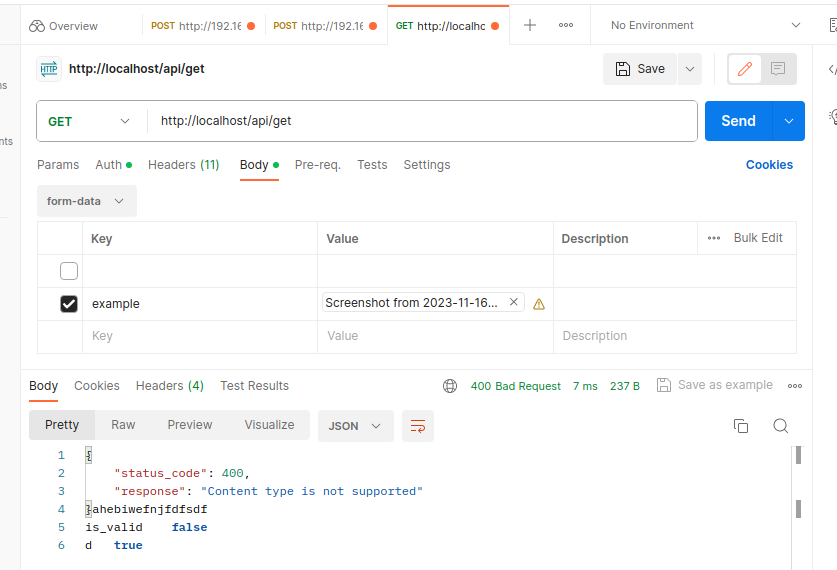 Overview
POST http://192.16
POST http://192.16
GET http://localhc
No Environment
HTTP http://localhost/api/get
Save
GET
http://localhost/api/get
Send
Params
Auth
Headers (11)
Body
Pre-req.
Tests
Settings
Cookies
form-data
Key
Value
Description
Bulk Edit
example
Screenshot from 2023-11-16...
Key
Value
Description
Body
Cookies
Headers (4)
Test Results
400 Bad Request
7 ms
237 B
Save as example
Pretty
Raw
Preview
Visualize
JSON
1 {
2 "status_code": 400,
3 "response": "Content type is not supported"
4 }ahebiwefnjfdfsdf
5 is_valid false
6 d true